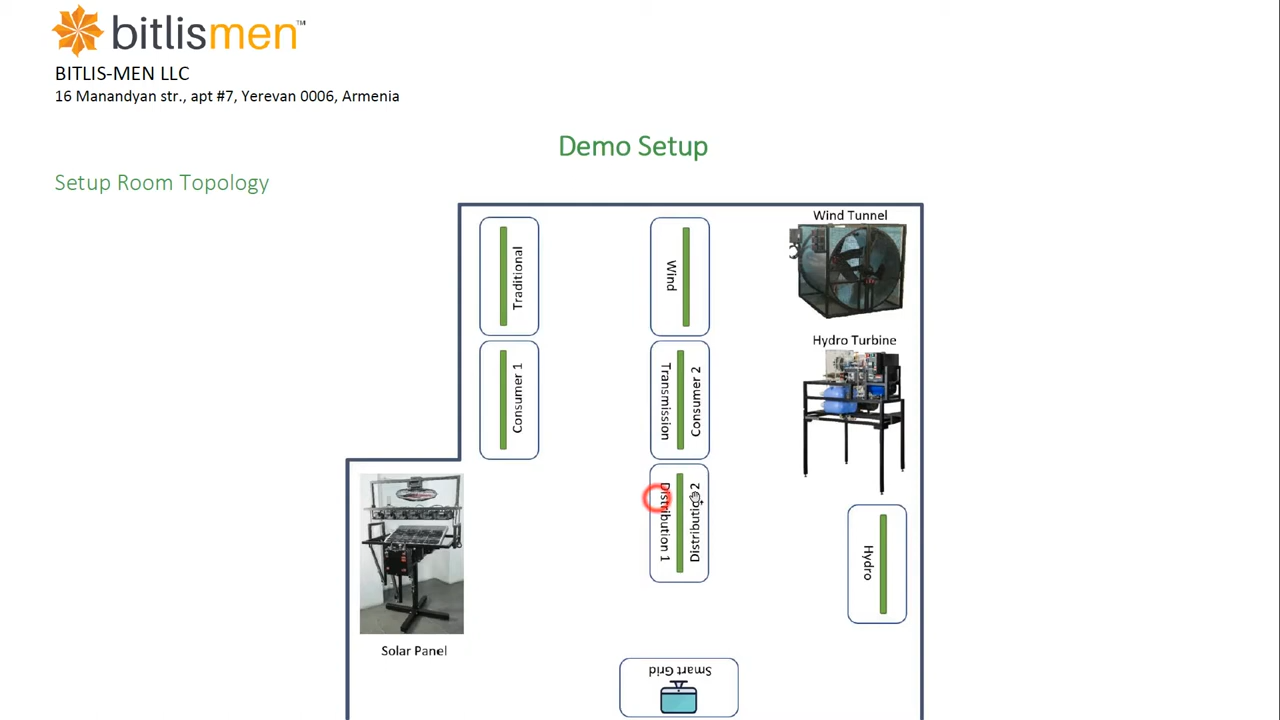 bitlismen™
BITLIS-MEN LLC
16 Manandyan str., apt #7, Yerevan 0006, Armenia
Demo Setup
Setup Room Topology
Wind Tunnel
Traditional
Wind
Hydro Turbine
Consumer 1
Transmission
Consumer 2
Distribution 1
Distribution 2
Hydro
Solar Panel
Smart Grid